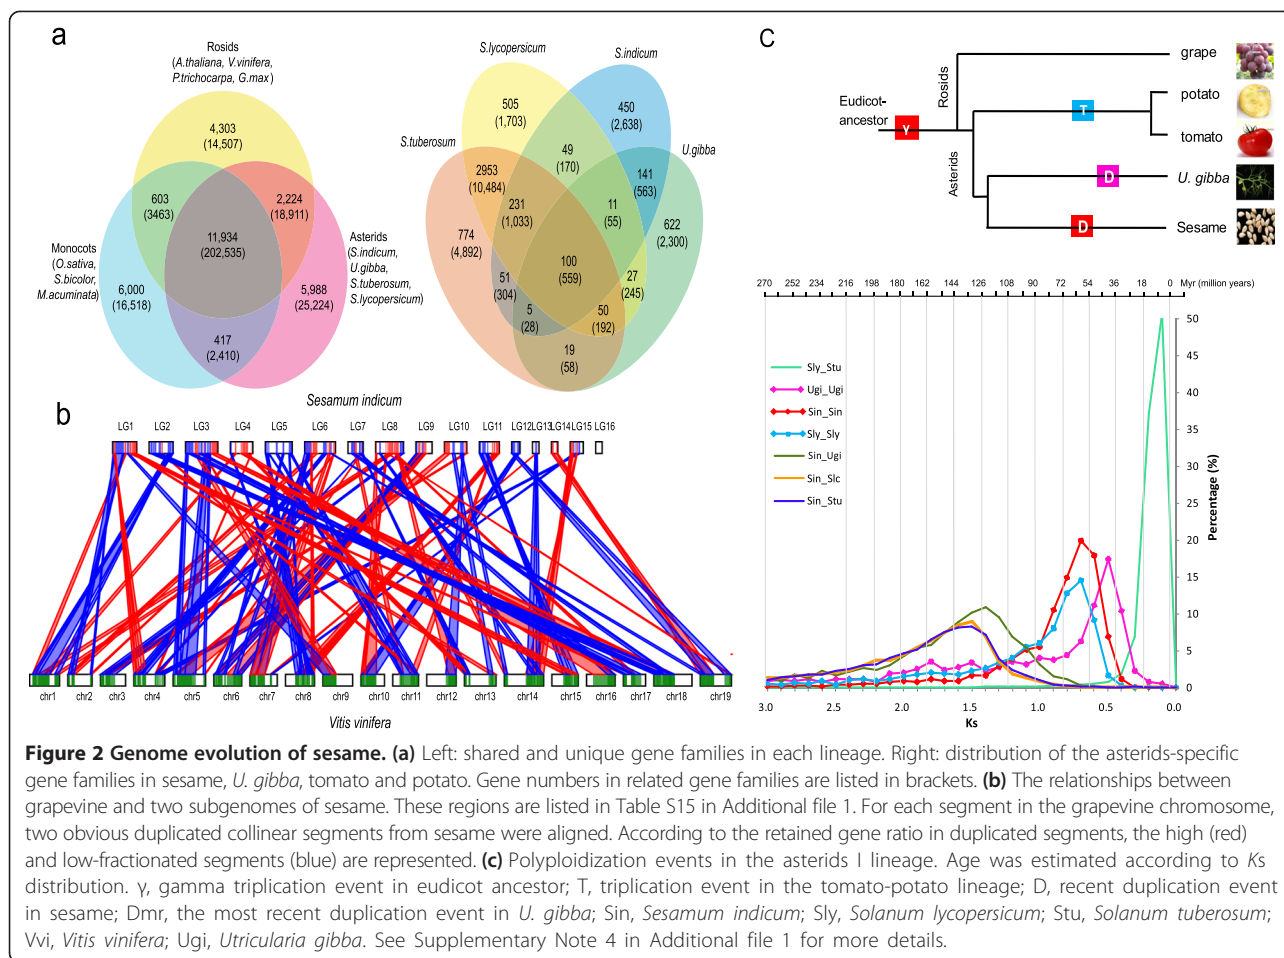 a
Rosids
(A.thaliana, V.vinifera,
P.trichocarpa, G.max )
4,303
(14,507)
603
(3463)
2,224
(18,911)
11,934
(202,535)
Monocots
(O.sativa,
S.bicolor,
M.acuminata)
Asterids
(S.indicum,
U.gibba,
S.tuberosum,
S.lycopersicum)
6,000
(16,518)
5,988
(25,224)
417
(2,410)
S.lycopersicum
S.indicum
S.tuberosum
U.gibba
505
(1,703)
450
(2,638)
49
(170)
2953
(10,484)
141
(563)
231
(1,033)
11
(55)
774
(4,892)
622
(2,300)
100
(559)
51
(304)
27
(245)
5
(28)
50
(192)
19
(58)
b
Sesamum indicum
LG1 LG2 LG3 LG4 LG5 LG6 LG7 LG8 LG9 LG10 LG11 LG12 LG13 LG14 LG15 LG16
chr1 chr2 chr3 chr4 chr5 chr6 chr7 chr8 chr9 chr10 chr11 chr12 chr13 chr14 chr15 chr16 chr17 chr18 chr19
Vitis vinifera
c
Eudicot-
ancestor
γ
Rosids
Asterids
T
D
D
grape
potato
tomato
U. gibba
Sesame
270 252 234 216 198 180 162 144 126 108 90 72 54 36 18 0 Myr (million years)
Sly_Stu
Ugi_Ugi
Sin_Sin
Sly_Sly
Sin_Ugi
Sin_Slc
Sin_Stu
50
45
40
35
30
25
20
15
10
5
0
Percentage (%)
3.0 2.5 2.0 1.5 1.0 0.5 0.0
Ks
Figure 2 Genome evolution of sesame. (a) Left: shared and unique gene families in each lineage. Right: distribution of the asterids-specific
gene families in sesame, U. gibba, tomato and potato. Gene numbers in related gene families are listed in brackets. (b) The relationships between
grapevine and two subgenomes of sesame. These regions are listed in Table S15 in Additional file 1. For each segment in the grapevine chromosome,
two obvious duplicated collinear segments from sesame were aligned. According to the retained gene ratio in duplicated segments, the high (red)
and low-fractionated segments (blue) are represented. (c) Polyploidization events in the asterids I lineage. Age was estimated according to Ks
distribution. γ, gamma triplication event in eudicot ancestor; T, triplication event in the tomato-potato lineage; D, recent duplication event
in sesame; Dmr, the most recent duplication event in U. gibba; Sin, Sesamum indicum; Sly, Solanum lycopersicum; Stu, Solanum tuberosum;
Vvi, Vitis vinifera; Ugi, Utricularia gibba. See Supplementary Note 4 in Additional file 1 for more details.